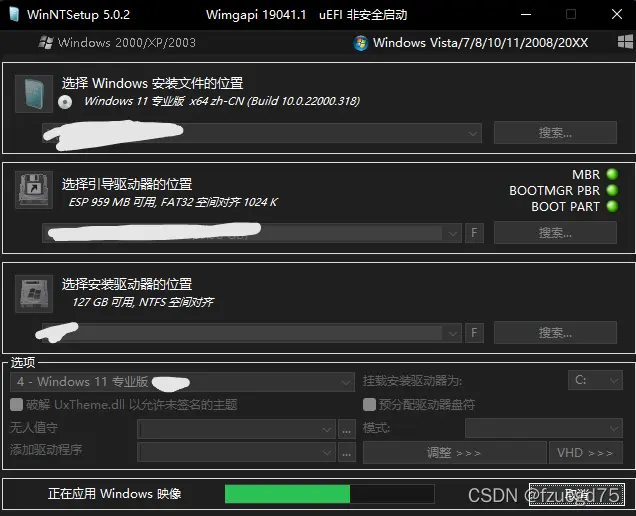 WinNTSetup 5.0.2 Wimgapi 19041.1 uEFI 非安全启动
Windows 2000/XP/2003 Windows Vista/7/8/10/11/2008/20XX
选择 Windows 安装文件的位置
Windows 11 专业版 x64 zh-CN (Build 10.0.22000.318)
搜索...
选择引导驱动器的位置 MBR
ESP 959 MB 可用, FAT32 空间对齐 1024 K BOOTMGR PBR
BOOT PART
F 搜索...
选择安装驱动器的位置
127 GB 可用, NTFS 空间对齐
F 搜索...
选项
4 - Windows 11 专业版 挂载安装驱动器为: C:
破解 UxTheme.dll 以允许未签名的主题 预分配驱动器盘符
无人值守 ... 模式:
添加驱动程序 ... 调整 >>> VHD >>>
正在应用 Windows 映像 取消